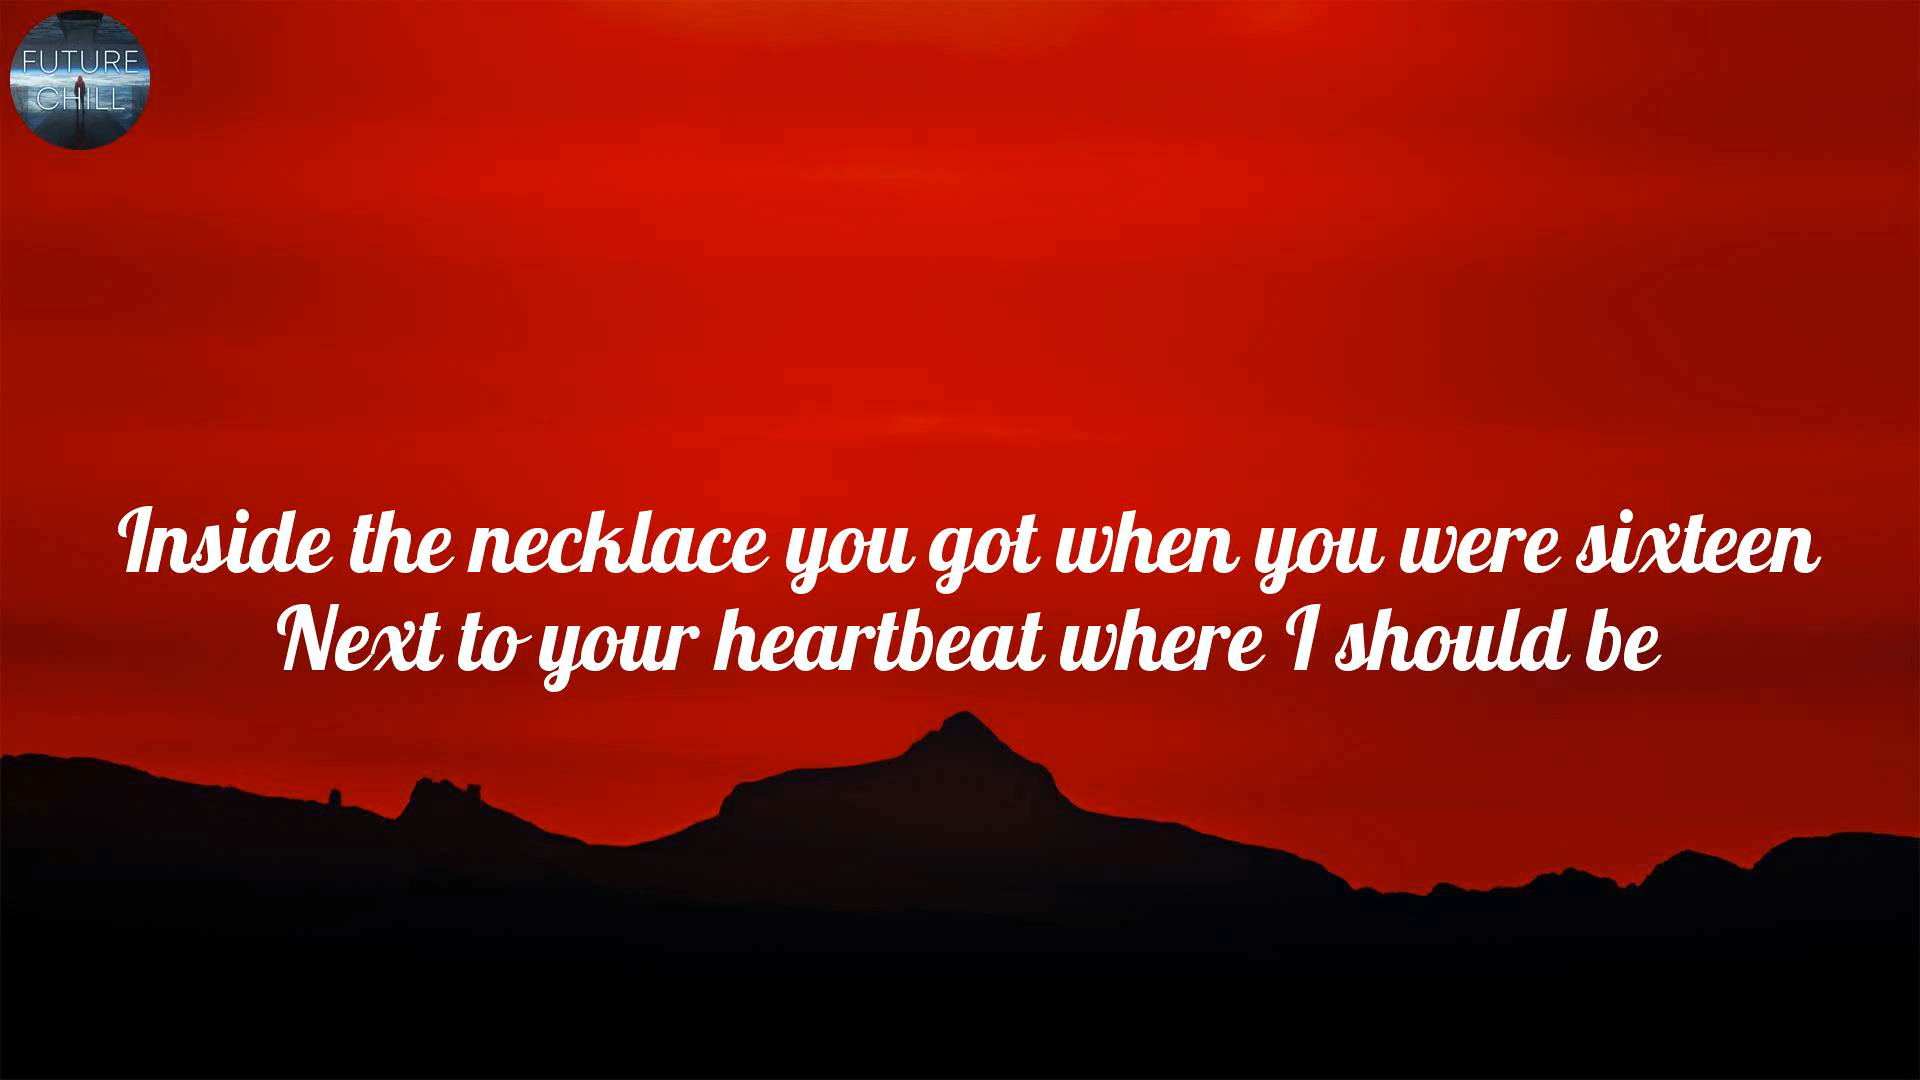 FUTURE
CHILL
Inside the necklace you got when you were sixteen
Next to your heartbeat where I should be